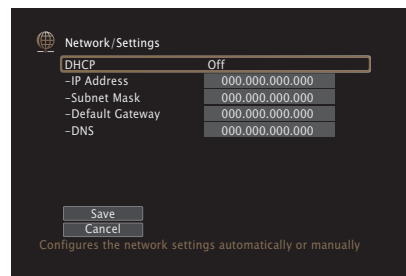 Network/Settings
DHCP Off
–IP Address 000.000.000.000
–Subnet Mask 000.000.000.000
–Default Gateway 000.000.000.000
–DNS 000.000.000.000
Save
Cancel
Configures the network settings automatically or manually